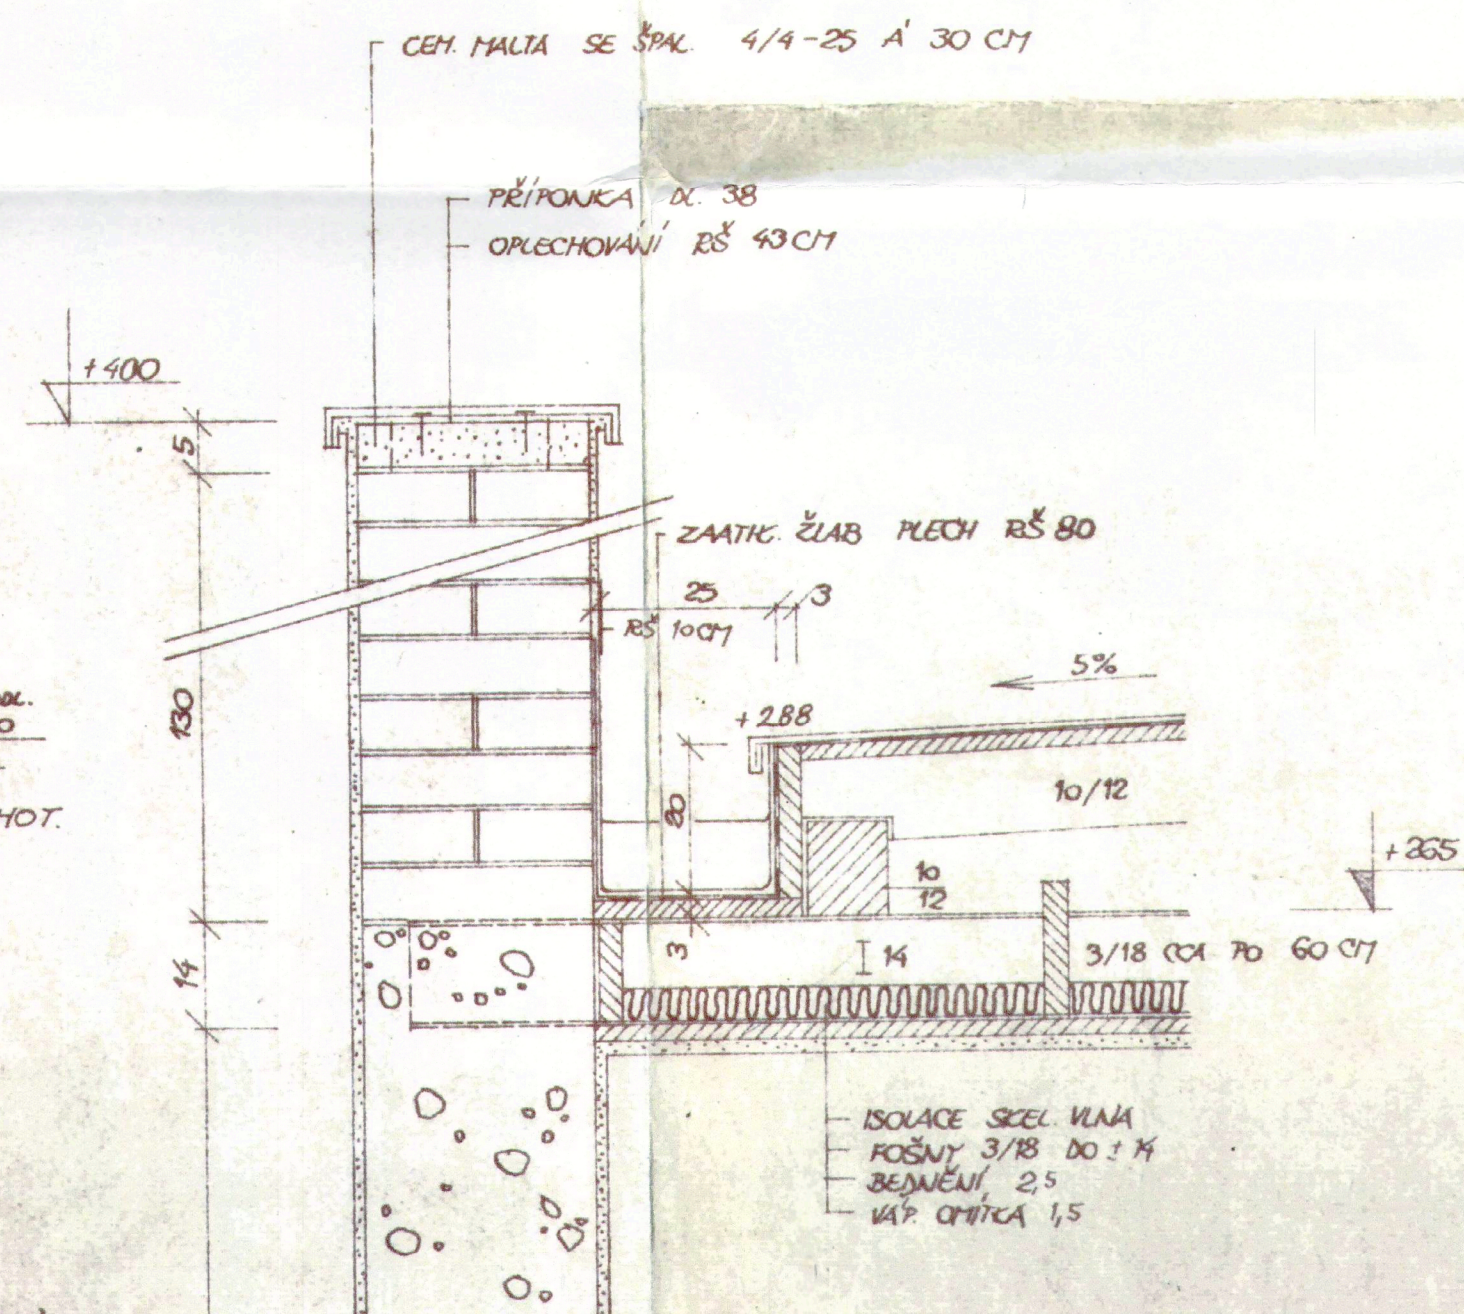 CEM. MALTA SE ŠPAL. 4/4-25 Á 30 CM
PŘÍPONKA DL. 38
OPLECHOVÁNÍ RŠ 43 CM
+400
5
ZAATIK. ŽLAB PLECH RŠ 80
25 3
RŠ 10 CM
5%
DL.
130
+288
10/12
HOT.
20
+265
10
12
14
3
I 14
3/18 CCA PO 60 CM
ISOLACE SKEL. VLNA
FOŠNY 3/18 DO I 14
BEDNĚNÍ 2,5
VÁP. OMÍTKA 1,5